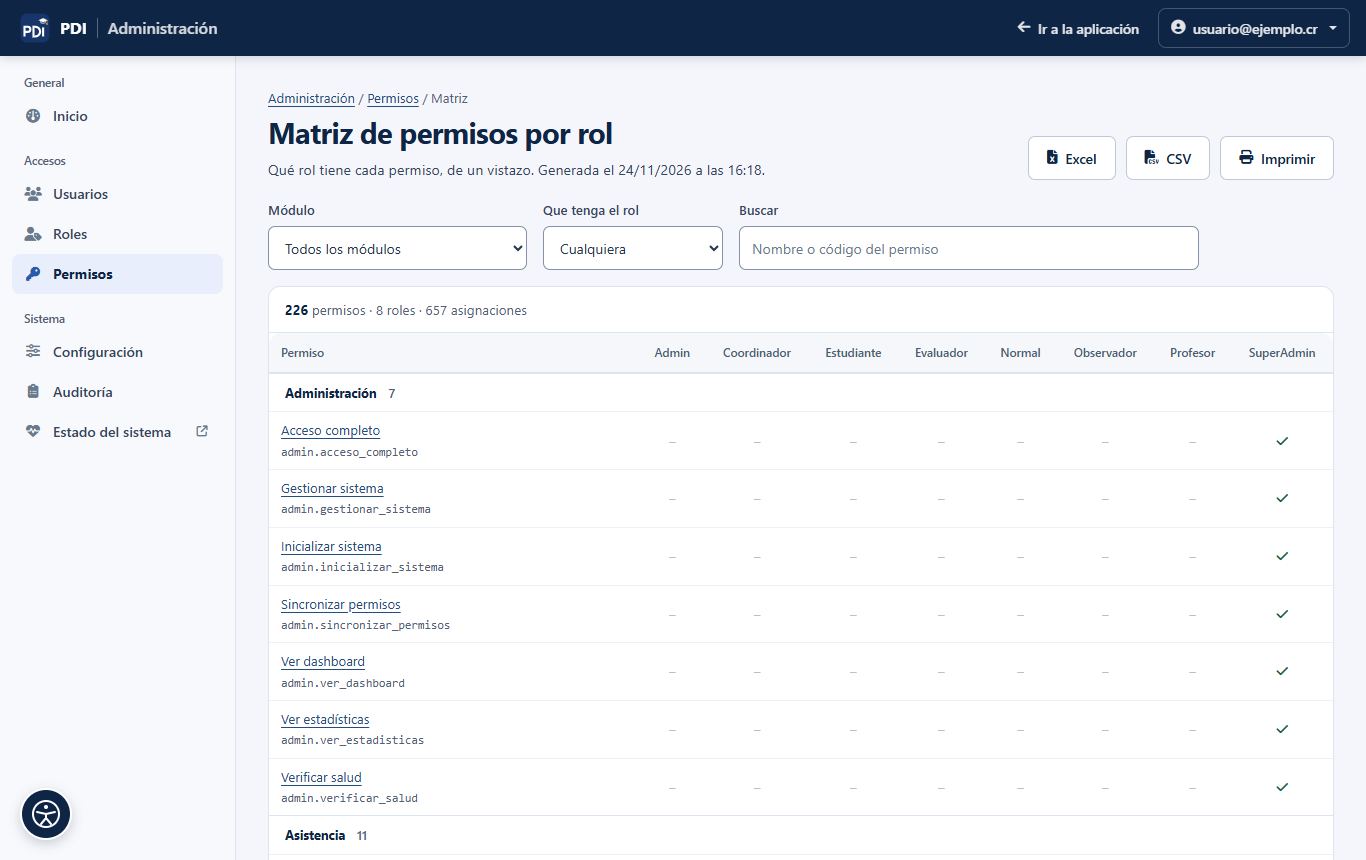 PDI PDI Administración
Ir a la aplicación
usuario@ejemplo.cr
General
Inicio
Accesos
Usuarios
Roles
Permisos
Sistema
Configuración
Auditoría
Estado del sistema
Administración / Permisos / Matriz
Matriz de permisos por rol
Qué rol tiene cada permiso, de un vistazo. Generada el 24/11/2026 a las 16:18.
Excel
CSV
Imprimir
Módulo
Que tenga el rol
Buscar
Todos los módulos
Cualquiera
Nombre o código del permiso
226 permisos · 8 roles · 657 asignaciones
Permiso Admin Coordinador Estudiante Evaluador Normal Observador Profesor SuperAdmin
Administración 7
Acceso completo
admin.acceso_completo
– – – – – – – ✓
Gestionar sistema
admin.gestionar_sistema
– – – – – – – ✓
Inicializar sistema
admin.inicializar_sistema
– – – – – – – ✓
Sincronizar permisos
admin.sincronizar_permisos
– – – – – – – ✓
Ver dashboard
admin.ver_dashboard
– – – – – – – ✓
Ver estadísticas
admin.ver_estadisticas
– – – – – – – ✓
Verificar salud
admin.verificar_salud
– – – – – – – ✓
Asistencia 11